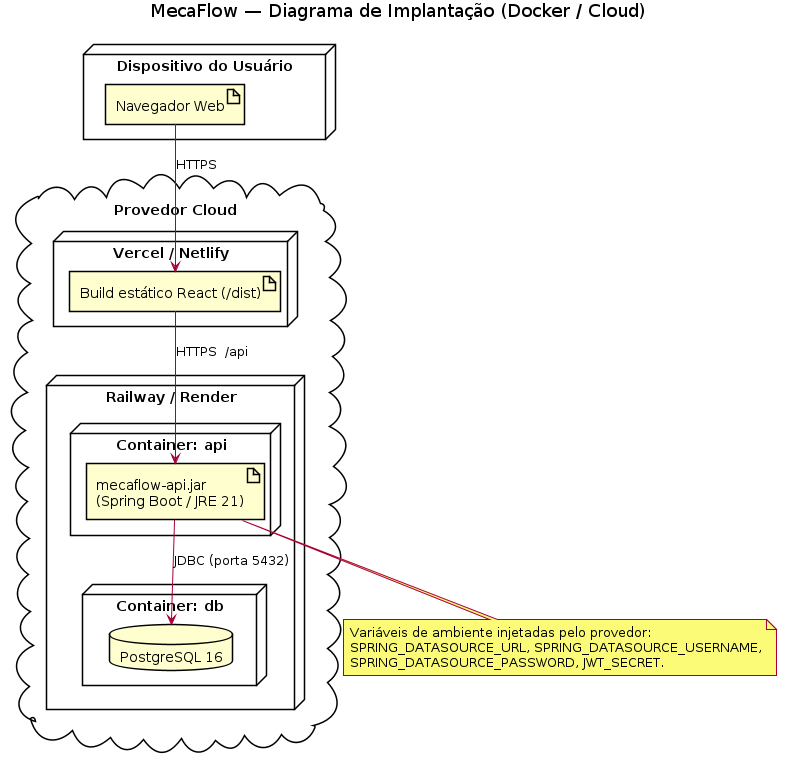 MecaFlow — Diagrama de Implantação (Docker / Cloud)
Dispositivo do Usuário
Navegador Web
HTTPS
Provedor Cloud
Vercel / Netlify
Build estático React (/dist)
HTTPS  /api
Railway / Render
Container: api
mecaflow-api.jar
(Spring Boot / JRE 21)
JDBC (porta 5432)
Container: db
PostgreSQL 16
Variáveis de ambiente injetadas pelo provedor:
SPRING_DATASOURCE_URL, SPRING_DATASOURCE_USERNAME,
SPRING_DATASOURCE_PASSWORD, JWT_SECRET.